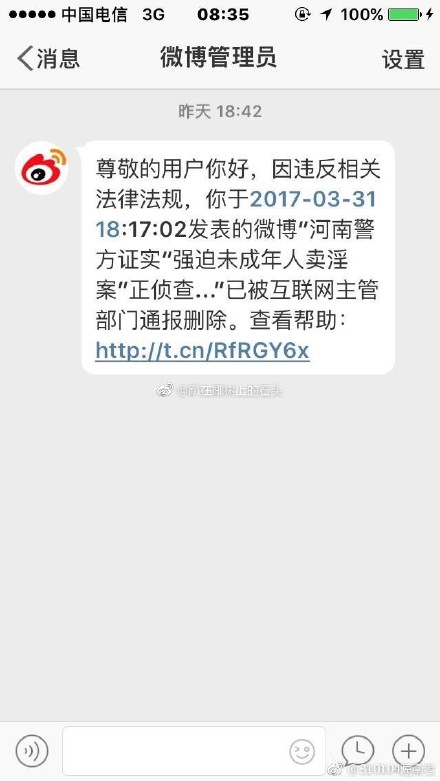 中国电信 3G 08:35 100%
消息 微博管理员 设置
昨天 18:42
尊敬的用户你好，因违反相关
法律法规，你于2017-03-31
18:17:02发表的微博“河南警
方证实“强迫未成年人卖淫
案”正侦查...”已被互联网主管
部门通报删除。查看帮助：
http://t.cn/RfRGY6x